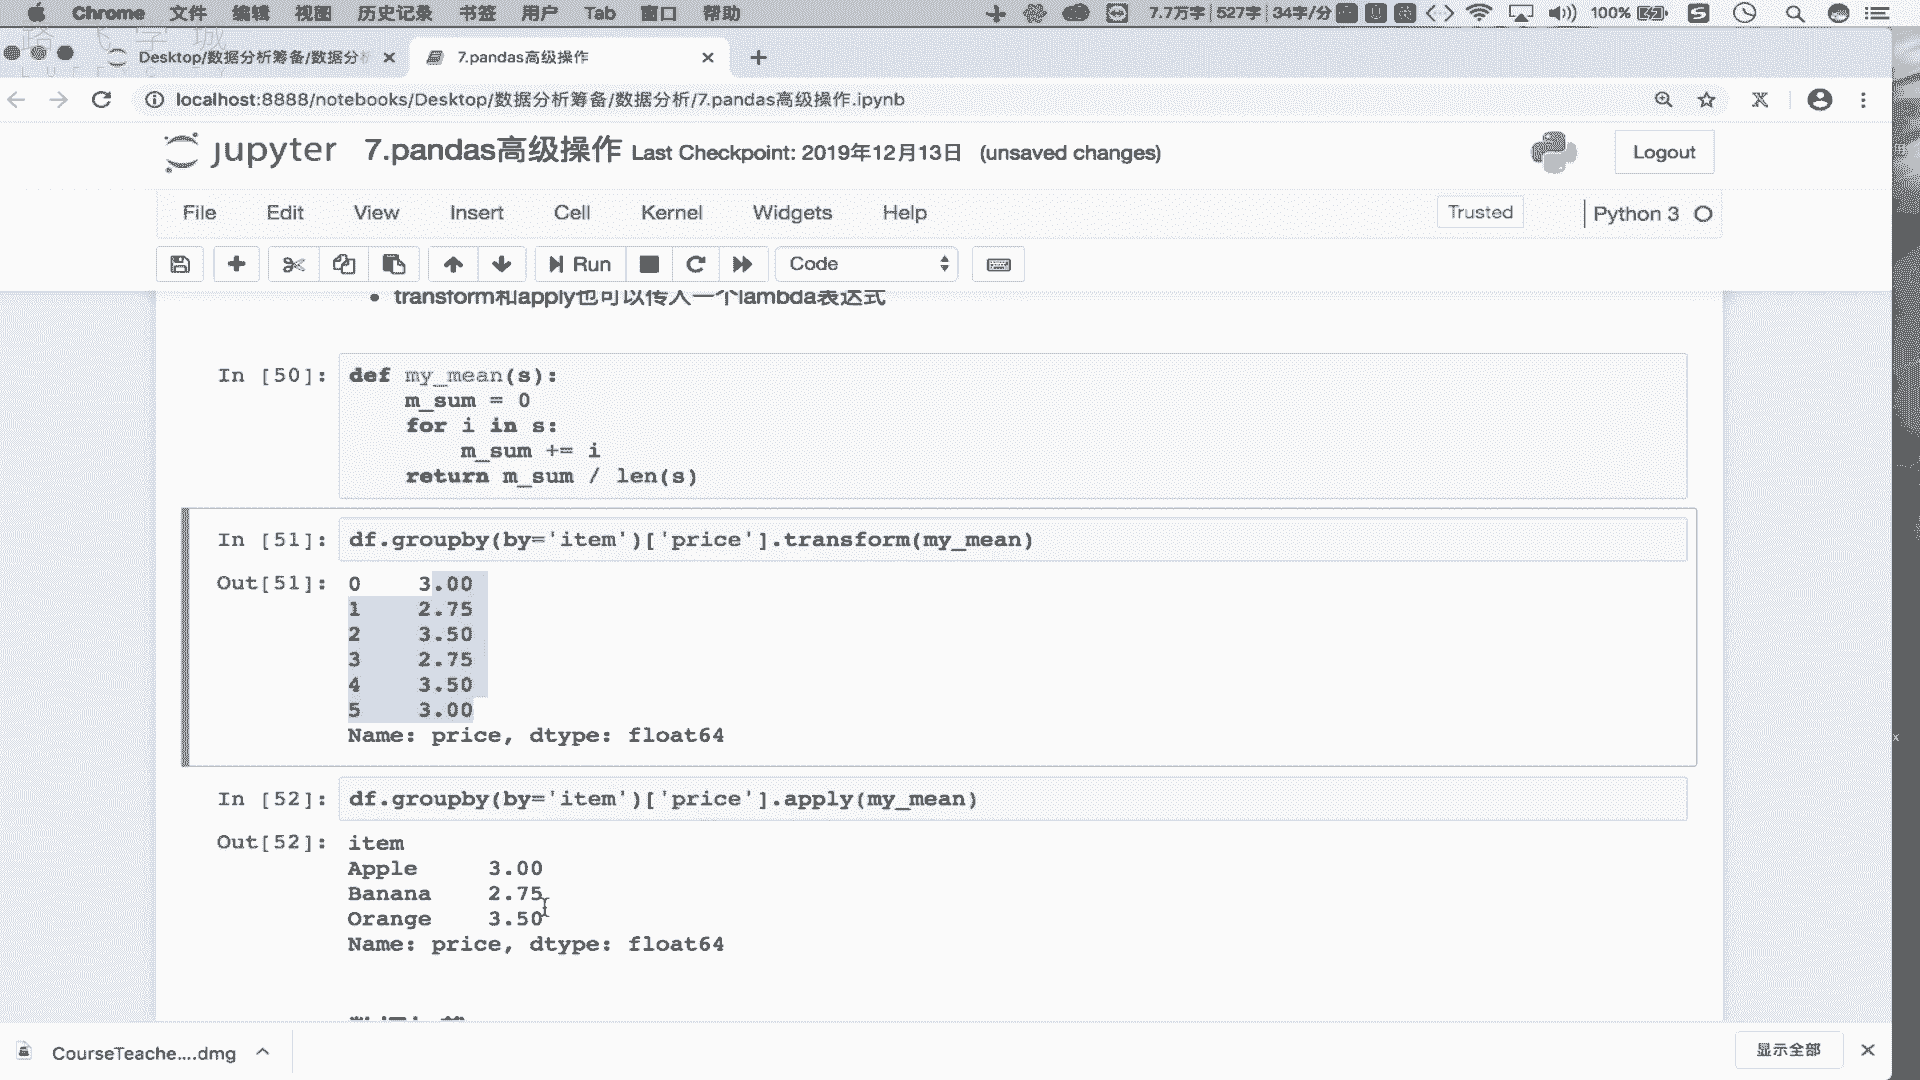 Chrome 文件 编辑 视图 历史记录 书签 用户 Tab 窗口 帮助 7.7万字 527字 34字/分 100%
Desktop/数据分析筹备/数据分 7.pandas高级操作
localhost:8888/notebooks/Desktop/数据分析筹备/数据分析/7.pandas高级操作.ipynb
jupyter 7.pandas高级操作 Last Checkpoint: 2019年12月13日 (unsaved changes) Logout
File Edit View Insert Cell Kernel Widgets Help Trusted Python 3
Run Code
transform和apply也可以传入一个lambda表达式
In [50]: def my_mean(s):
m_sum = 0
for i in s:
m_sum += i
return m_sum / len(s)
In [51]: df.groupby(by='item')['price'].transform(my_mean)
Out[51]: 0 3.00
1 2.75
2 3.50
3 2.75
4 3.50
5 3.00
Name: price, dtype: float64
In [52]: df.groupby(by='item')['price'].apply(my_mean)
Out[52]: item
Apple 3.00
Banana 2.75
Orange 3.50
Name: price, dtype: float64
CourseTeache....dmg 显示全部